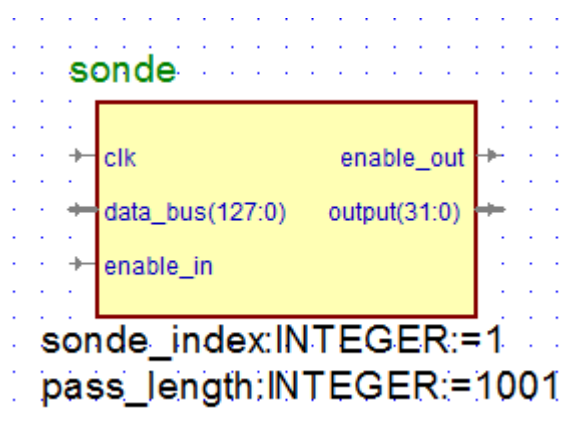 sonde
clk enable_out
data_bus(127:0) output(31:0)
enable_in
sonde_index:INTEGER:=1
pass_length:INTEGER:=1001